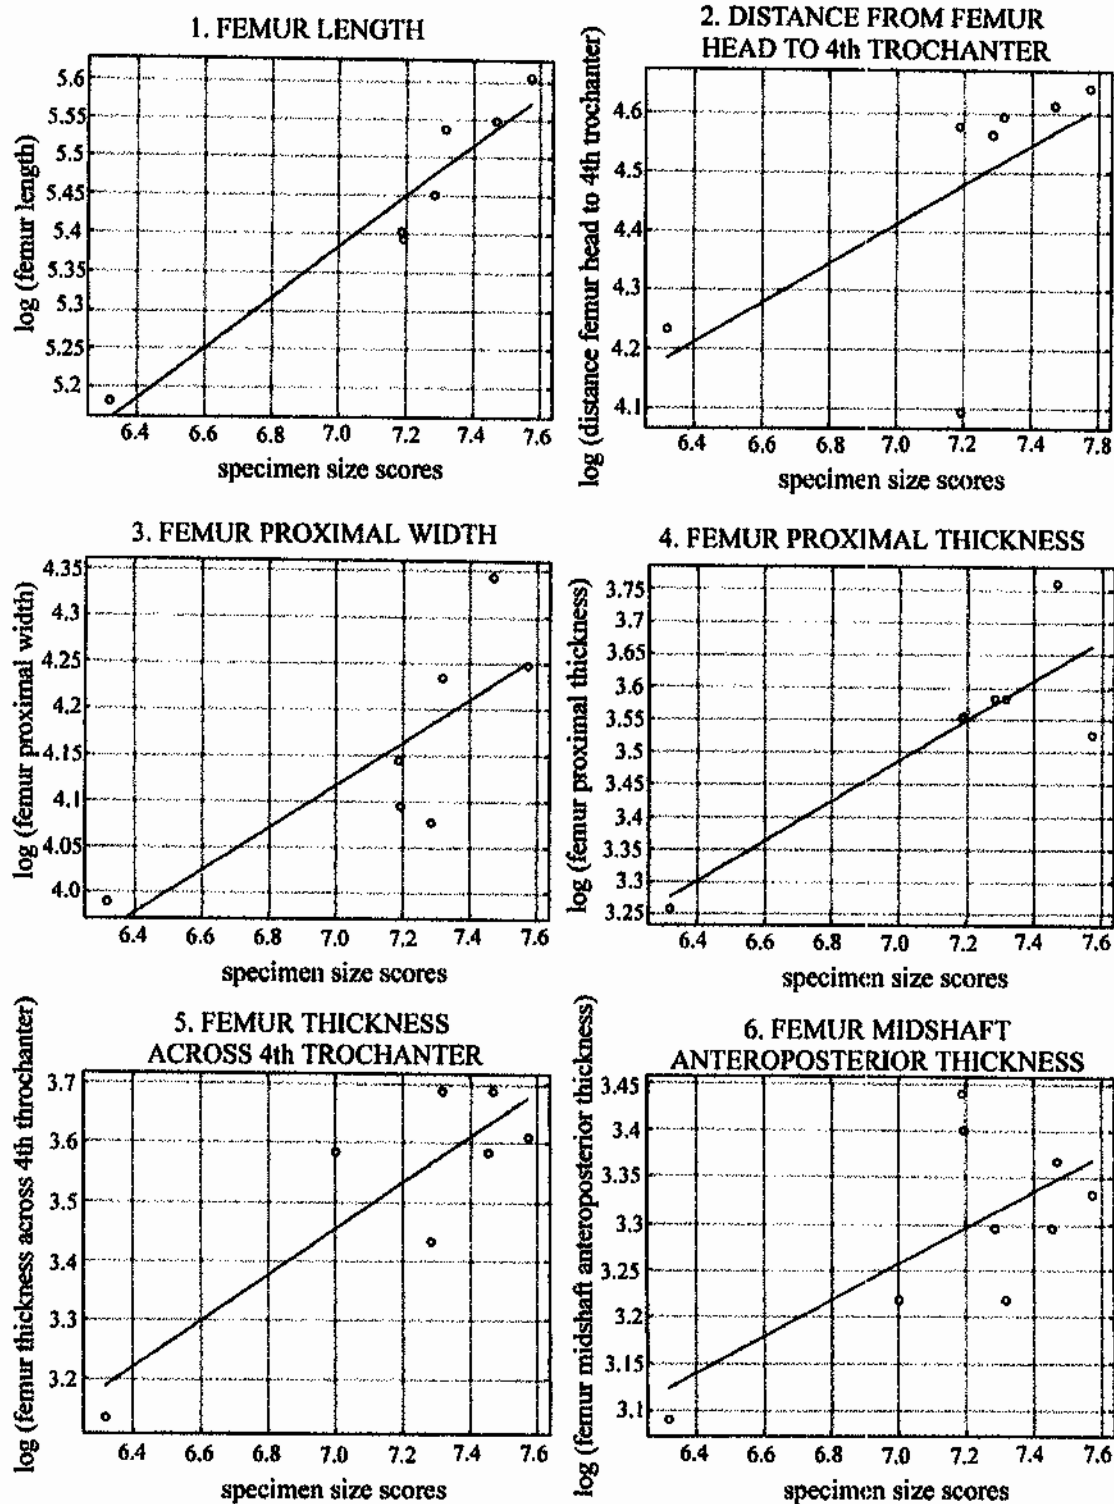 1. FEMUR LENGTH
log (femur length)
5.6
5.55
5.5
5.45
5.4
5.35
5.3
5.25
5.2
6.4 6.6 6.8 7.0 7.2 7.4 7.6
specimen size scores
2. DISTANCE FROM FEMUR
HEAD TO 4th TROCHANTER
log (distance femur head to 4th trochanter)
4.6
4.5
4.4
4.3
4.2
4.1
6.4 6.6 6.8 7.0 7.2 7.4 7.8
specimen size scores
3. FEMUR PROXIMAL WIDTH
log (femur proximal width)
4.35
4.3
4.25
4.2
4.15
4.1
4.05
4.0
6.4 6.6 6.8 7.0 7.2 7.4 7.6
specimen size scores
4. FEMUR PROXIMAL THICKNESS
log (femur proximal thickness)
3.75
3.7
3.65
3.6
3.55
3.5
3.45
3.4
3.35
3.3
3.25
6.4 6.6 6.8 7.0 7.2 7.4 7.6
specimen size scores
5. FEMUR THICKNESS
ACROSS 4th TROCHANTER
log (femur thickness across 4th throchanter)
3.7
3.6
3.5
3.4
3.3
3.2
6.4 6.6 6.8 7.0 7.2 7.4 7.6
specimen size scores
6. FEMUR MIDSHAFT
ANTEROPOSTERIOR THICKNESS
log (femur midshaft anteroposterior thickness)
3.45
3.4
3.35
3.3
3.25
3.2
3.15
3.1
6.4 6.6 6.8 7.0 7.2 7.4 7.6
specimen size scores